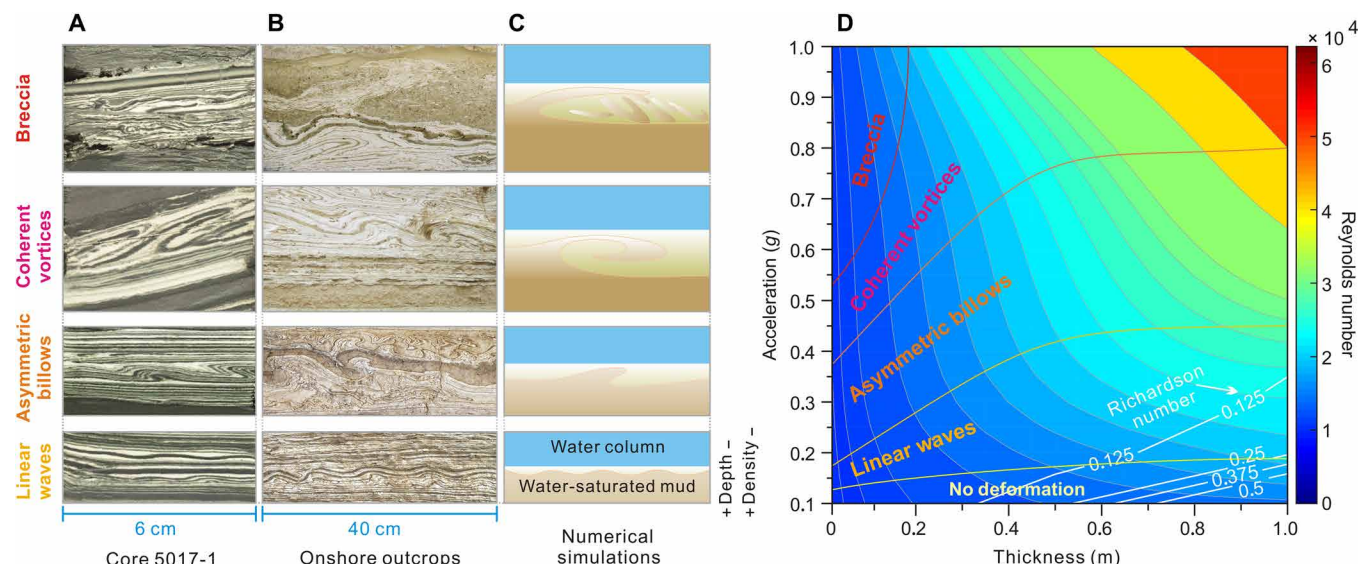 A
B
C
D
Breccia
Coherent
vortices
Asymmetric
billows
Linear
waves
Water column
Water-saturated mud
+ Depth −
+ Density −
6 cm
40 cm
Core 5017-1
Onshore outcrops
Numerical
simulations
Acceleration (g)
1.0
0.9
0.8
0.7
0.6
0.5
0.4
0.3
0.2
0.1
Breccia
Coherent vortices
Asymmetric billows
Linear waves
No deformation
Richardson
number
0.125
0.125
0.25
0.375
0.5
0
0.2
0.4
0.6
0.8
1.0
Thickness (m)
× 10 4
6
5
4
3
2
1
0
Reynolds number